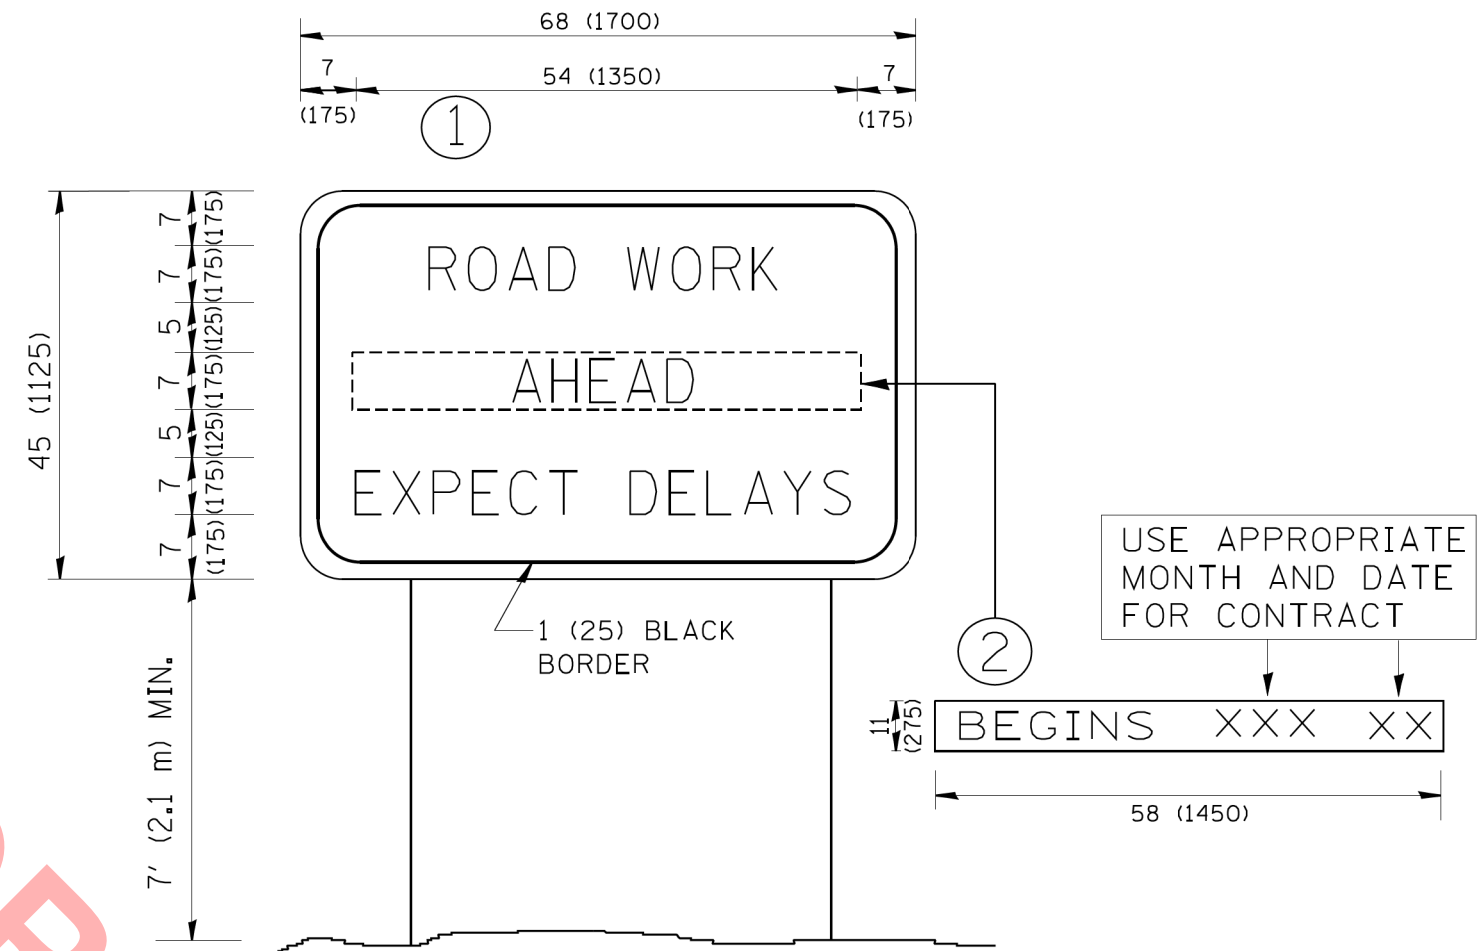 68 (1700)
7
54 (1350)
7
(175)
(175)
1
7
(175)
7
(175)
5
(125)
7
(175)
5
(125)
7
(175)
7
(175)
45 (1125)
ROAD WORK
AHEAD
EXPECT DELAYS
1 (25) BLACK
BORDER
7' (2.1 m) MIN.
USE APPROPRIATE
MONTH AND DATE
FOR CONTRACT
2
11
(275)
BEGINS XXX XX
58 (1450)